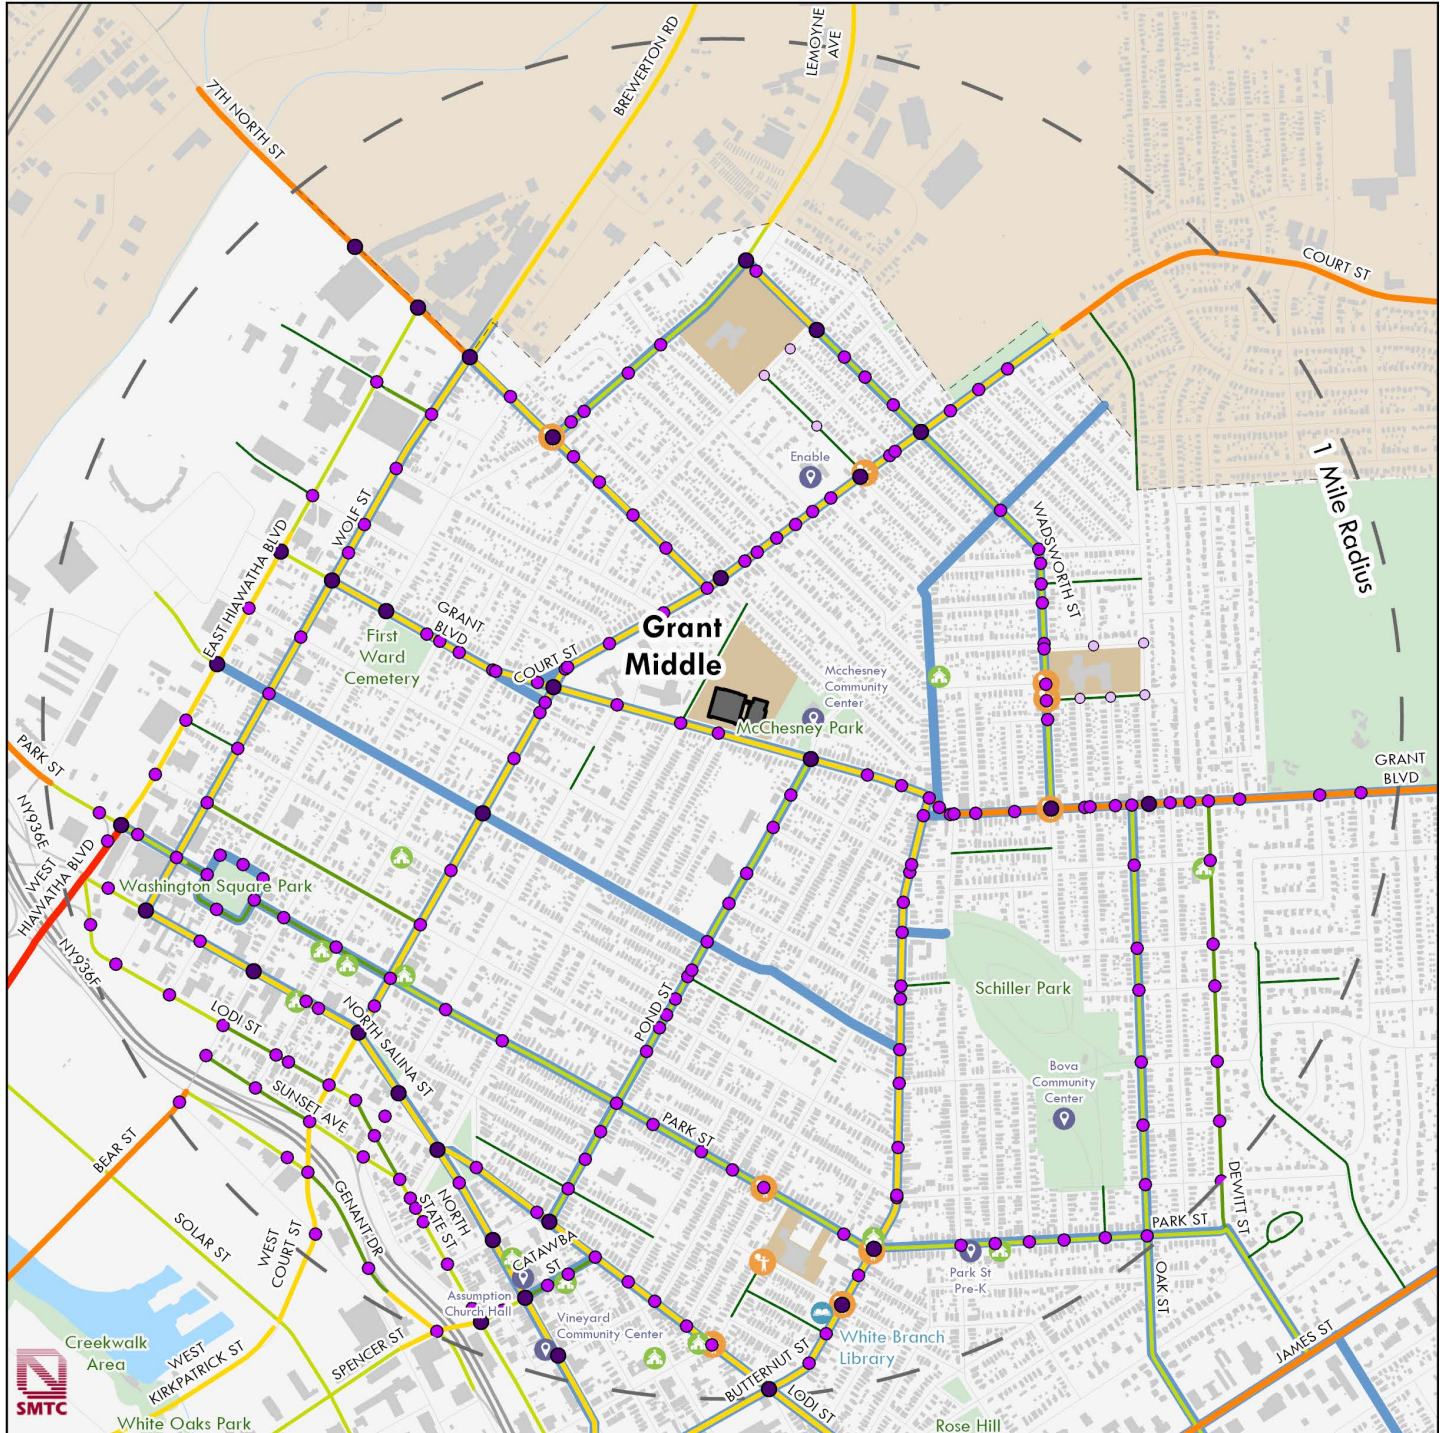 BREWERTON RD
LEMOYNE
AVE
7TH NORTH ST
COURT ST
1 Mile Radius
Enable
WOLF ST
WADSWORTH ST
EAST HIAWATHA BLVD
GRANT
BLVD
First
Ward
Cemetery
COURT ST
Grant
Middle
Mcchesney
Community
Center
McChesney Park
PARK ST
GRANT
BLVD
NY936E
WEST
HIAWATHA BLVD
Washington Square Park
NY936F
LODI ST
NORTH SALINA ST
POND ST
Schiller Park
SUNSET AVE
Bova
Community
Center
PARK ST
BEAR ST
GENANT DR
STATE ST
NORTH
DEWITT ST
PARK ST
SOLAR ST
WEST
COURT ST
CATAWBA
ST
Park St
Pre-K
OAK ST
Assumption
Church Hall
Vineyard
Community Center
White Branch
Library
Creekwalk
Area
WEST
KIRKPATRICK ST
SPENCER ST
BUTTERNUT ST
LODI ST
JAMES ST
SMTC
White Oaks Park
Rose Hill